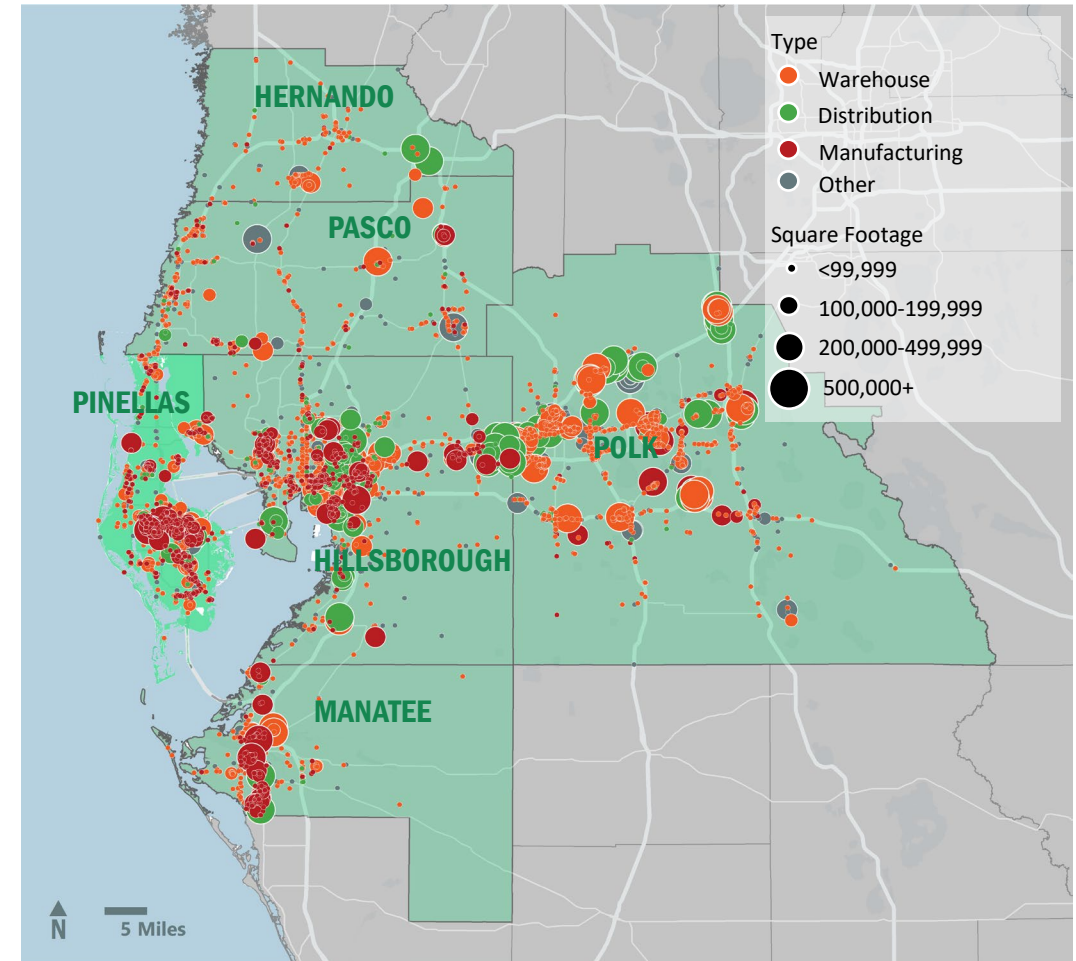 Type
Warehouse
Distribution
Manufacturing
Other
Square Footage
<99,999
100,000-199,999
200,000-499,999
500,000+
HERNANDO
PASCO
PINELLAS
POLK
HILLSBOROUGH
MANATEE
N
5 Miles